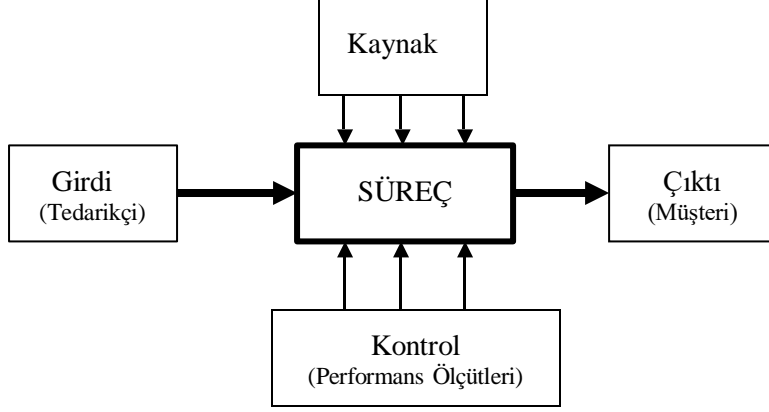 Kaynak
Girdi
(Tedarikçi)
SÜREÇ
Çıktı
(Müşteri)
Kontrol
(Performans Ölçütleri)